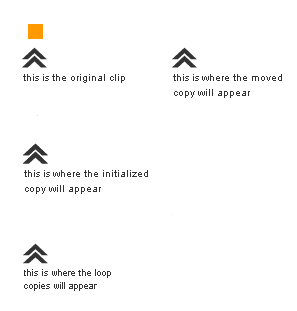 this is the original clip
this is where the moved
copy will appear
this is where the initialized
copy will appear
this is where the loop
copies will appear